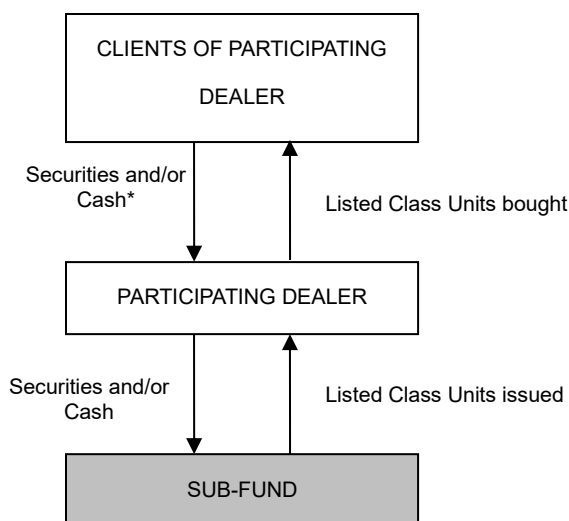 CLIENTS OF PARTICIPATING
DEALER
Securities and/or
Cash*
Listed Class Units bought
PARTICIPATING DEALER
Securities and/or
Cash
Listed Class Units issued
SUB-FUND